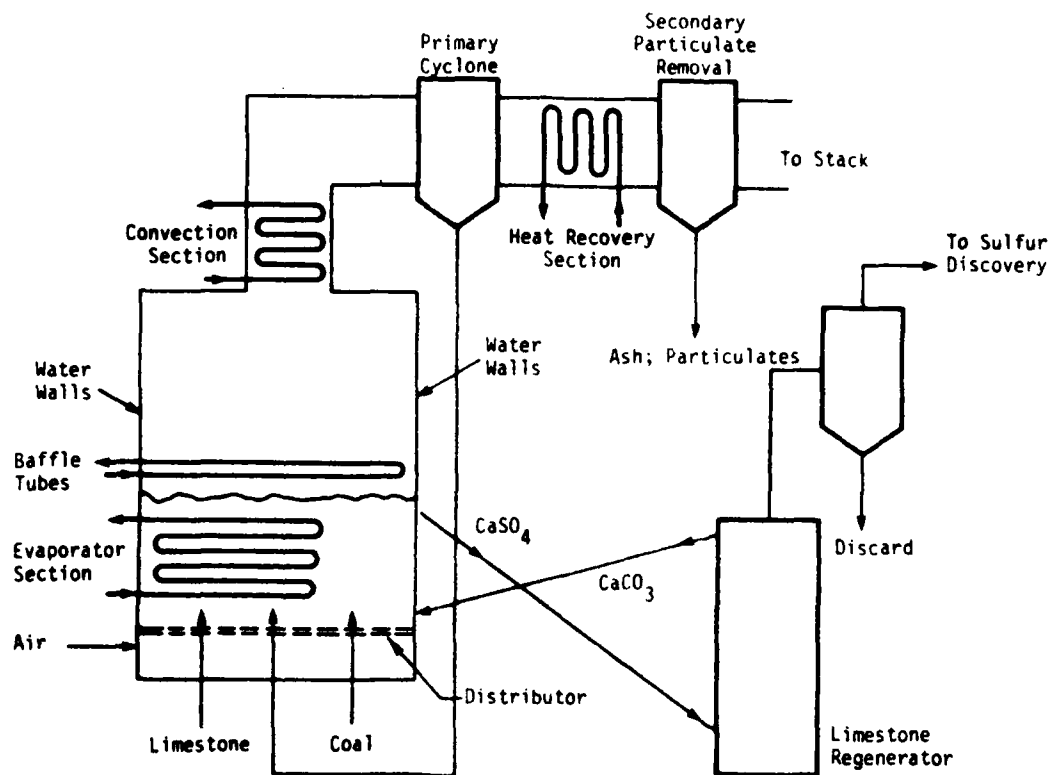 Primary
Cyclone
Secondary
Particulate
Removal
To Stack
Convection
Section
Heat Recovery
Section
To Sulfur
Discovery
Ash; Particulates
Water
Walls
Water
Walls
Baffle
Tubes
CaSO4
Evaporator
Section
Discard
CaCO3
Air
Distributor
Limestone
Coal
Limestone
Regenerator